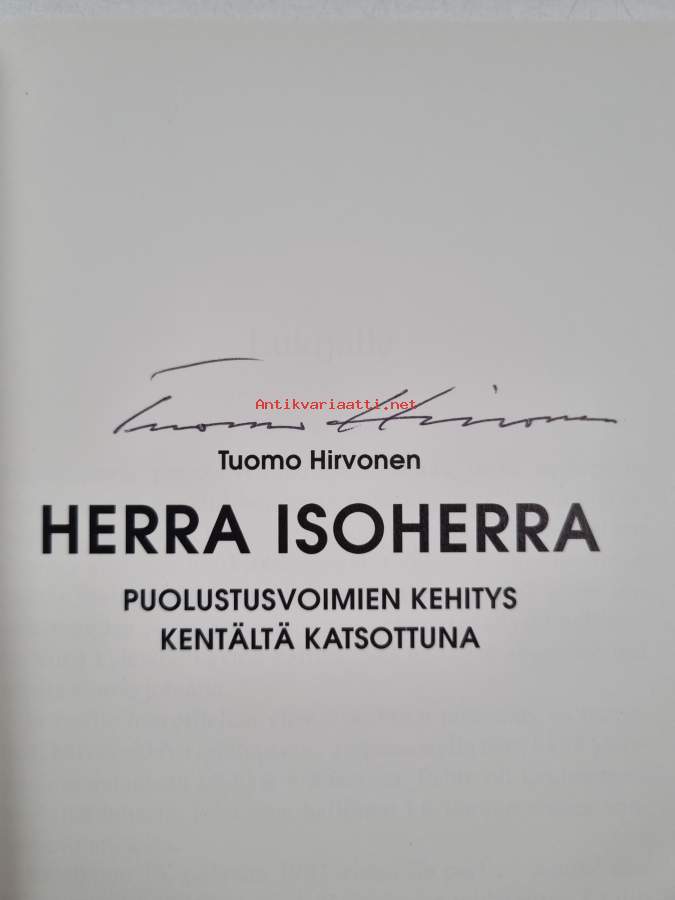 Tuomo Hirvonen
Antikvariaatti.net
Tuomo Hirvonen
HERRA ISOHERRA
PUOLUSTUSVOIMIEN KEHITYS
KENTÄLTÄ KATSOTTUNA